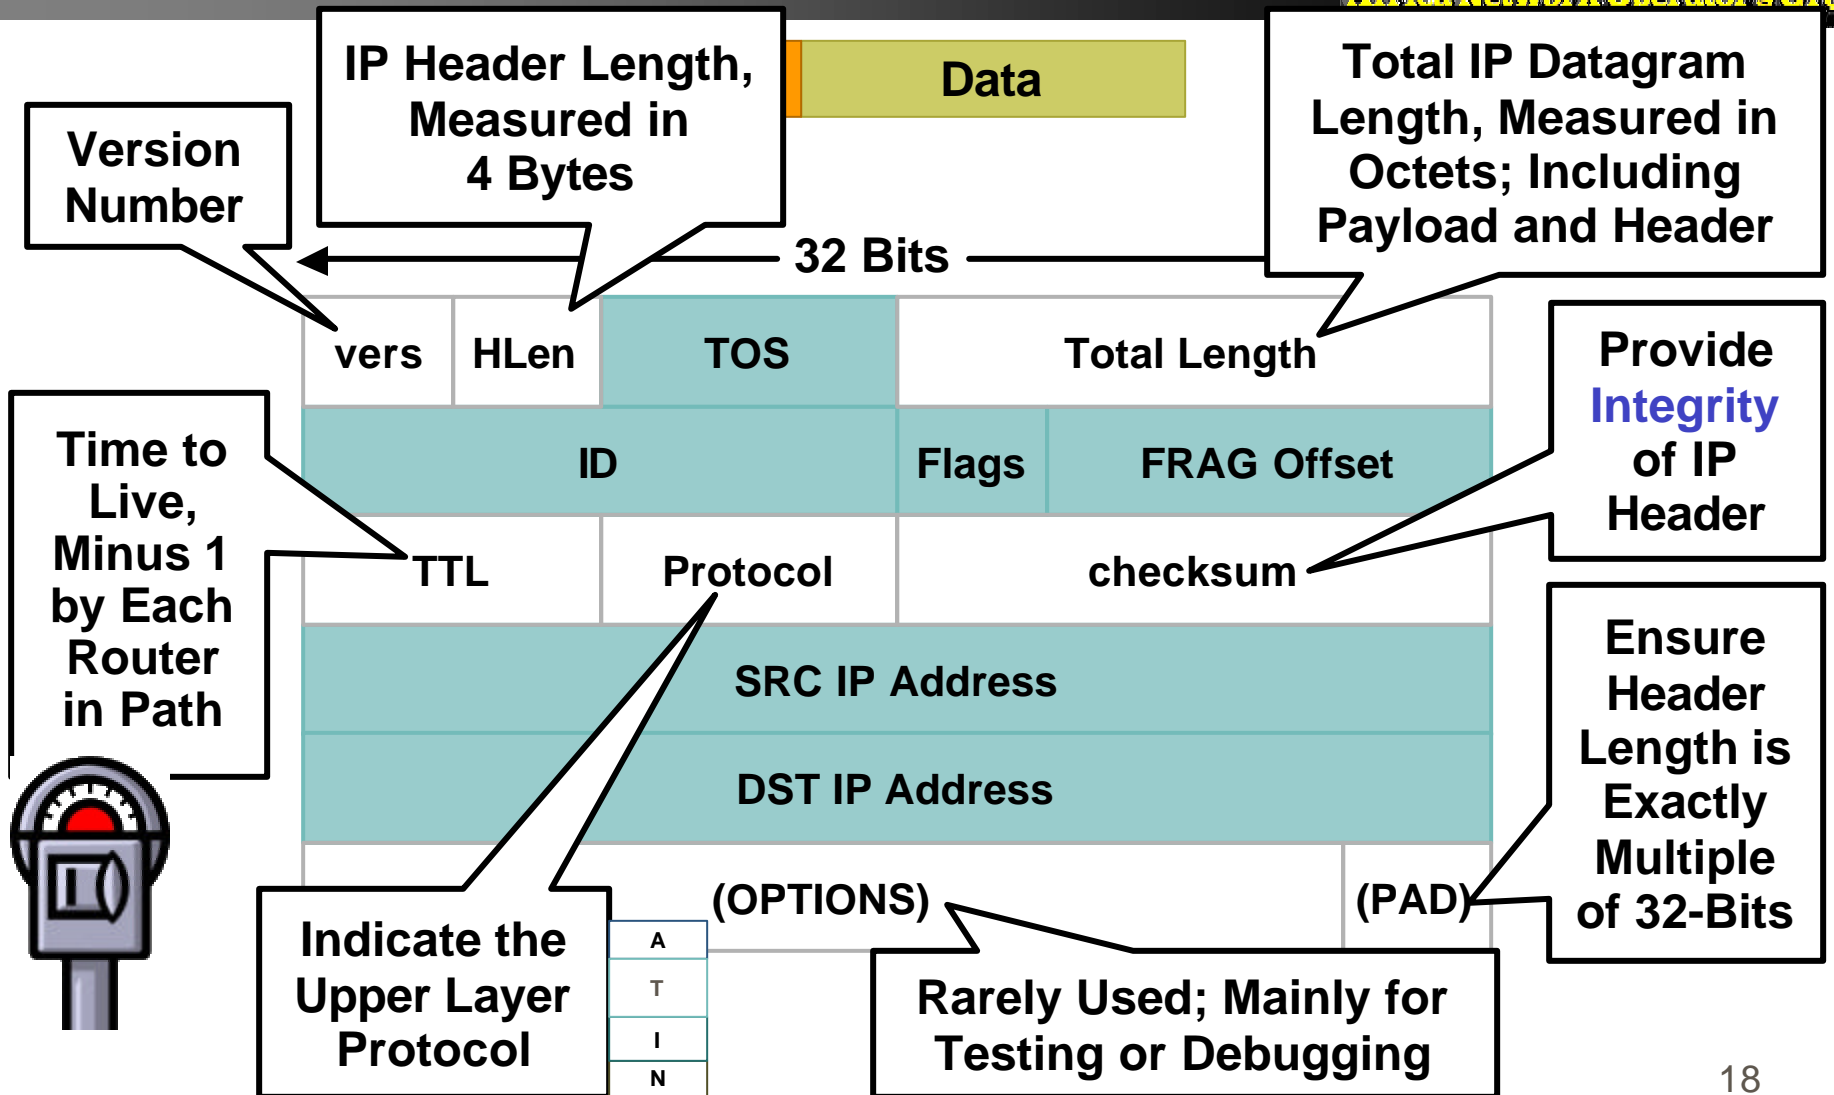 IP Header Length,
Measured in
4 Bytes
Data
Total IP Datagram
Length, Measured in
Octets; Including
Payload and Header
Version
Number
32 Bits
vers
HLen
TOS
Total Length
Provide
Integrity
of IP
Header
Time to
Live,
Minus 1
by Each
Router
in Path
ID
Flags
FRAG Offset
TTL
Protocol
checksum
Ensure
Header
Length is
Exactly
Multiple
of 32-Bits
SRC IP Address
DST IP Address
(OPTIONS)
(PAD)
Indicate the
Upper Layer
Protocol
A
T
I
N
Rarely Used; Mainly for
Testing or Debugging
18